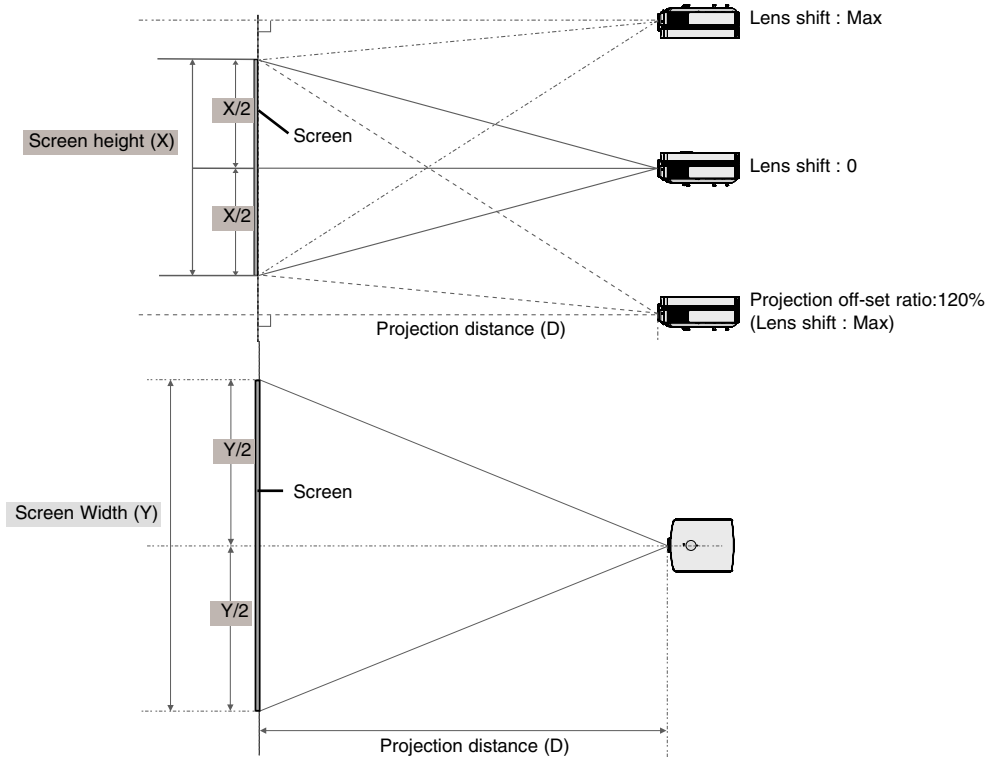 Lens shift : Max
X/2
Screen
Screen height (X)
Lens shift : 0
X/2
Projection off-set ratio:120%
(Lens shift : Max)
Projection distance (D)
Y/2
Screen
Screen Width (Y)
Y/2
Projection distance (D)